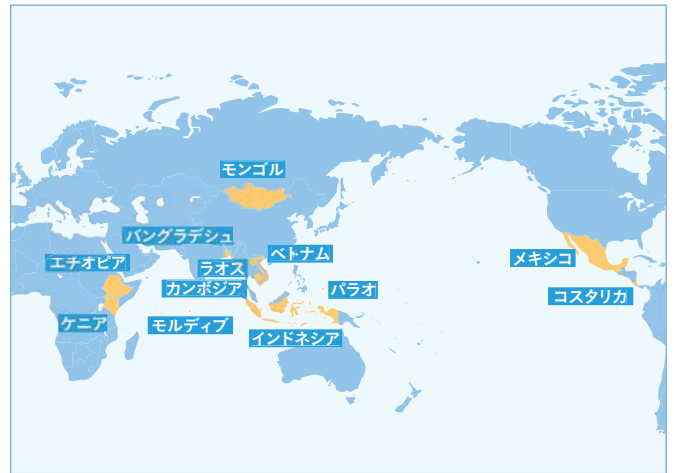 モンゴル
バングラデシュ
エチオピア
ラオス
ベトナム
カンボジア
パラオ
メキシコ
コスタリカ
ケニア
モルディブ
インドネシア